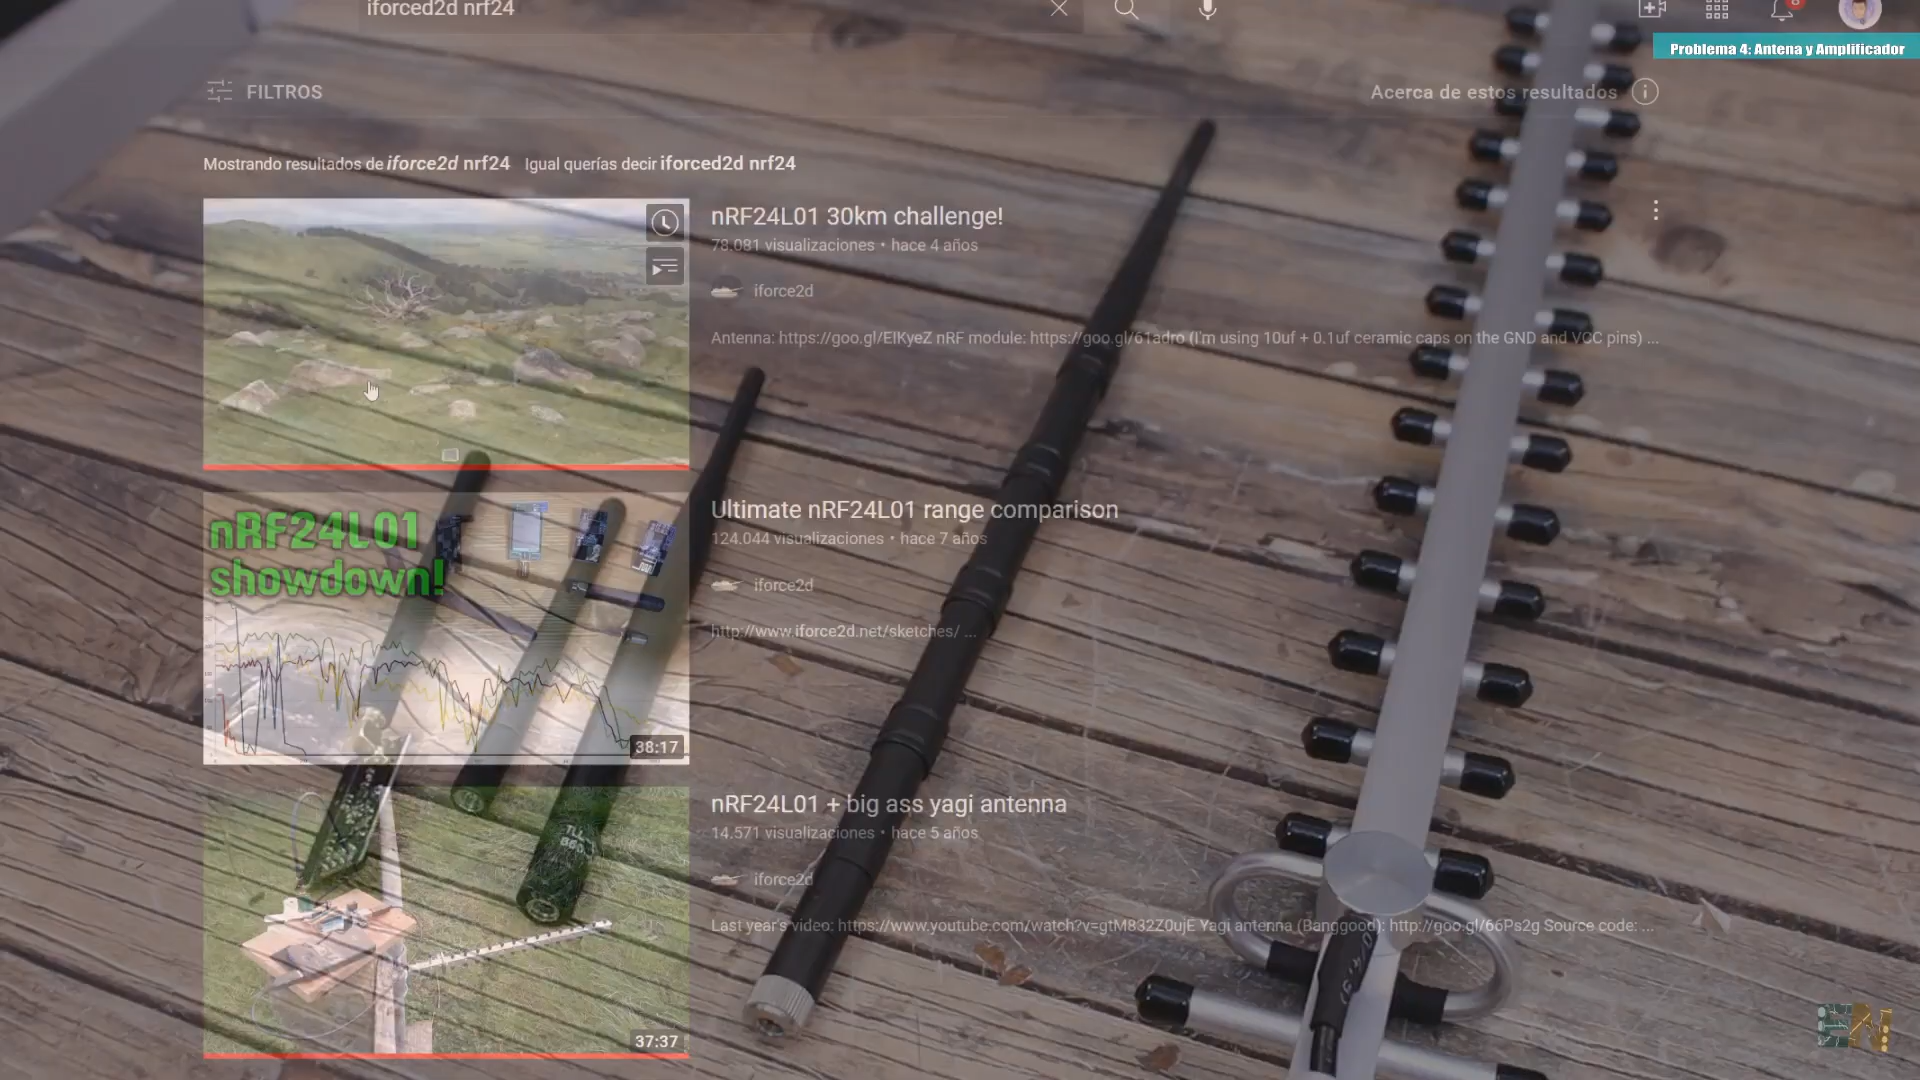 iforced2d nrf24
8
Problema 4: Antena y Amplificador
FILTROS
Acerca de estos resultados
Mostrando resultados de iforce2d nrf24 Igual querías decir iforced2d nrf24
nRF24L01 30km challenge!
78.081 visualizaciones • hace 4 años
iforce2d
Antenna: https://goo.gl/EIKyeZ nRF module: https://goo.gl/61adro (I'm using 10uf + 0.1uf ceramic caps on the GND and VCC pins) ...
nRF24L01
showdown!
38:17
Ultimate nRF24L01 range comparison
124.044 visualizaciones • hace 7 años
iforce2d
http://www.iforce2d.net/sketches/ ...
nRF24L01 + big ass yagi antenna
14.571 visualizaciones • hace 5 años
iforce2d
Last year's video: https://www.youtube.com/watch?v=gtM832Z0ujE Yagi antenna (Banggood): http://goo.gl/66Ps2g Source code: ...
37:37
EN